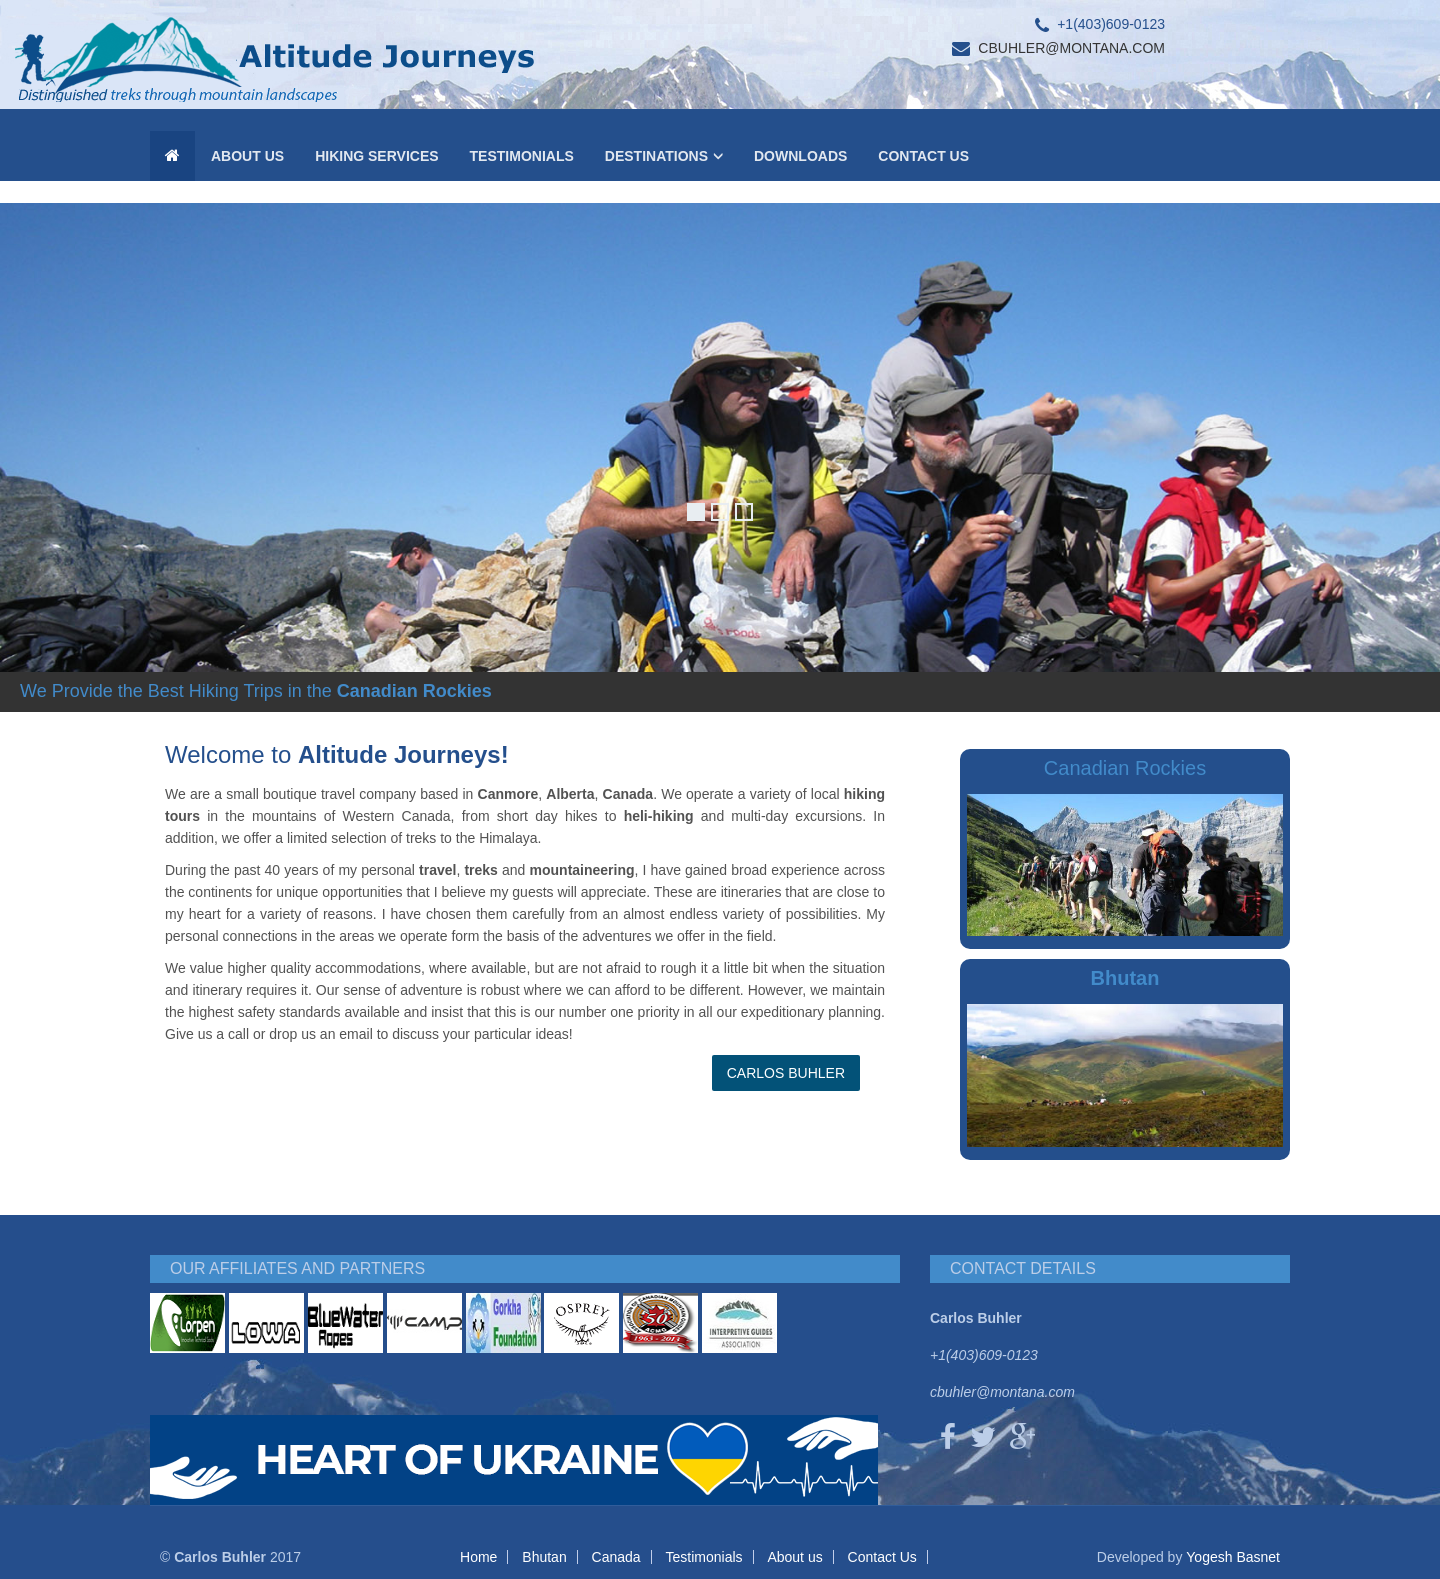 +1(403)609-0123
CBUHLER@MONTANA.COM
Altitude Journeys
Distinguished treks through mountain landscapes
ABOUT US HIKING SERVICES TESTIMONIALS DESTINATIONS DOWNLOADS CONTACT US
We Provide the Best Hiking Trips in the Canadian Rockies
Welcome to Altitude Journeys!
We are a small boutique travel company based in Canmore, Alberta, Canada. We operate a variety of local hiking
tours in the mountains of Western Canada, from short day hikes to heli-hiking and multi-day excursions. In
addition, we offer a limited selection of treks to the Himalaya.
During the past 40 years of my personal travel, treks and mountaineering, I have gained broad experience across
the continents for unique opportunities that I believe my guests will appreciate. These are itineraries that are close to
my heart for a variety of reasons. I have chosen them carefully from an almost endless variety of possibilities. My
personal connections in the areas we operate form the basis of the adventures we offer in the field.
We value higher quality accommodations, where available, but are not afraid to rough it a little bit when the situation
and itinerary requires it. Our sense of adventure is robust where we can afford to be different. However, we maintain
the highest safety standards available and insist that this is our number one priority in all our expeditionary planning.
Give us a call or drop us an email to discuss your particular ideas!
CARLOS BUHLER
Canadian Rockies
Bhutan
OUR AFFILIATES AND PARTNERS
Lorpen
LOWA
BlueWater
Ropes
CAMP
Gorkha
Foundation
OSPREY
50
ACMG
1963 - 2013
INTERPRETIVE GUIDES
ASSOCIATION
HEART OF UKRAINE
CONTACT DETAILS
Carlos Buhler
+1(403)609-0123
cbuhler@montana.com
© Carlos Buhler 2017
Home Bhutan Canada Testimonials About us Contact Us
Developed by Yogesh Basnet